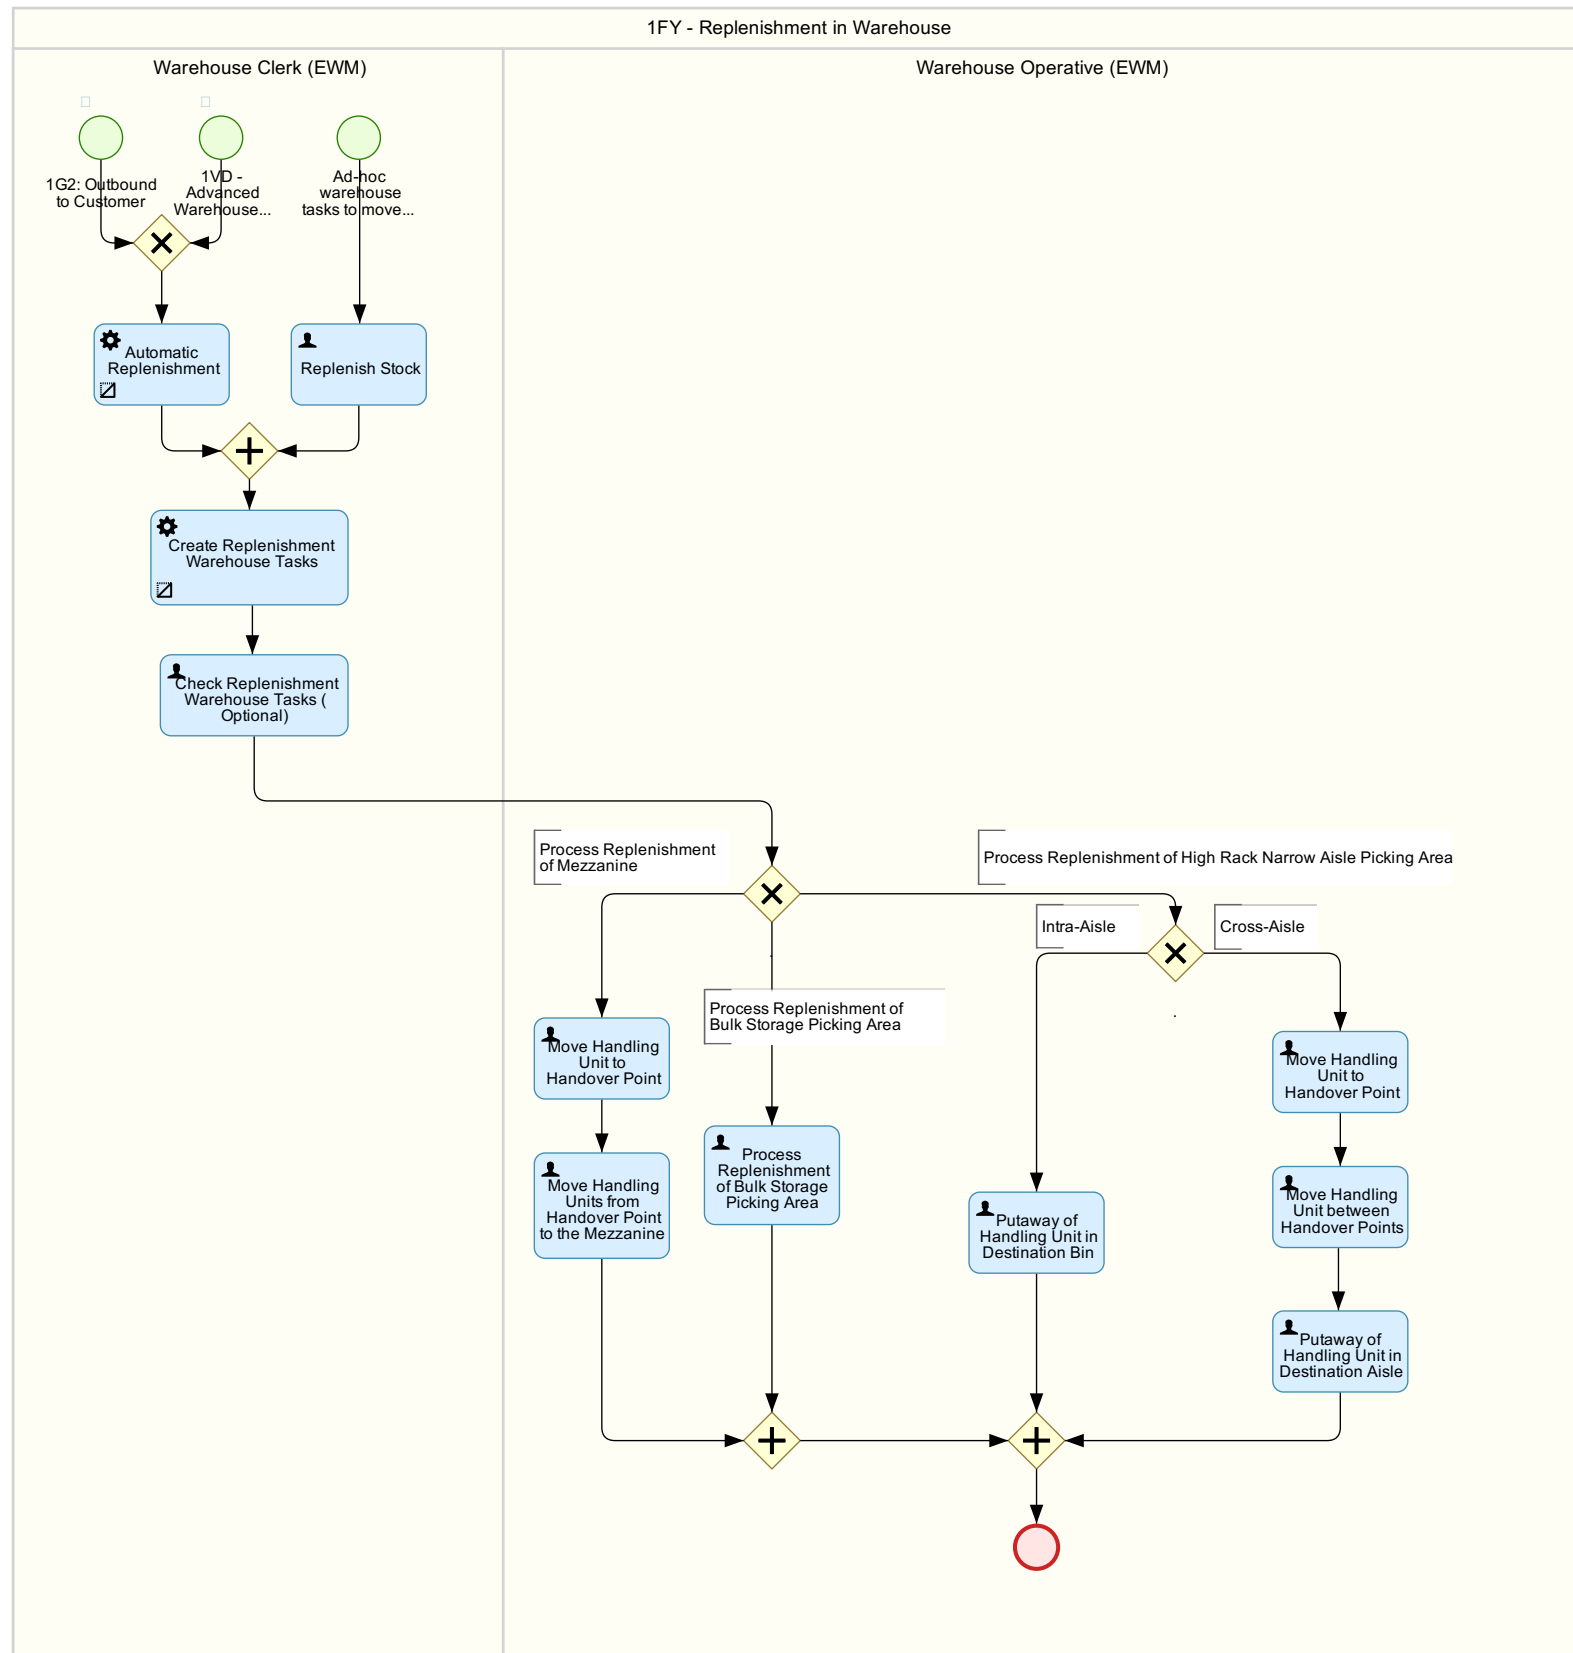 1FY - Replenishment in Warehouse
Warehouse Clerk (EWM)
Warehouse Operative (EWM)
1G2: Outbound
to Customer
1VD -
Advanced
Warehouse...
Ad-hoc
warehouse
tasks to move...
Automatic
Replenishment
Replenish Stock
Create Replenishment
Warehouse Tasks
Check Replenishment
Warehouse Tasks (
Optional)
Process Replenishment
of Mezzanine
Process Replenishment of High Rack Narrow Aisle Picking Area
Intra-Aisle
Cross-Aisle
Process Replenishment of
Bulk Storage Picking Area
Move Handling
Unit to
Handover Point
Move Handling
Units from
Handover Point
to the Mezzanine
Process
Replenishment
of Bulk Storage
Picking Area
Putaway of
Handling Unit in
Destination Bin
Move Handling
Unit to
Handover Point
Move Handling
Unit between
Handover Points
Putaway of
Handling Unit in
Destination Aisle